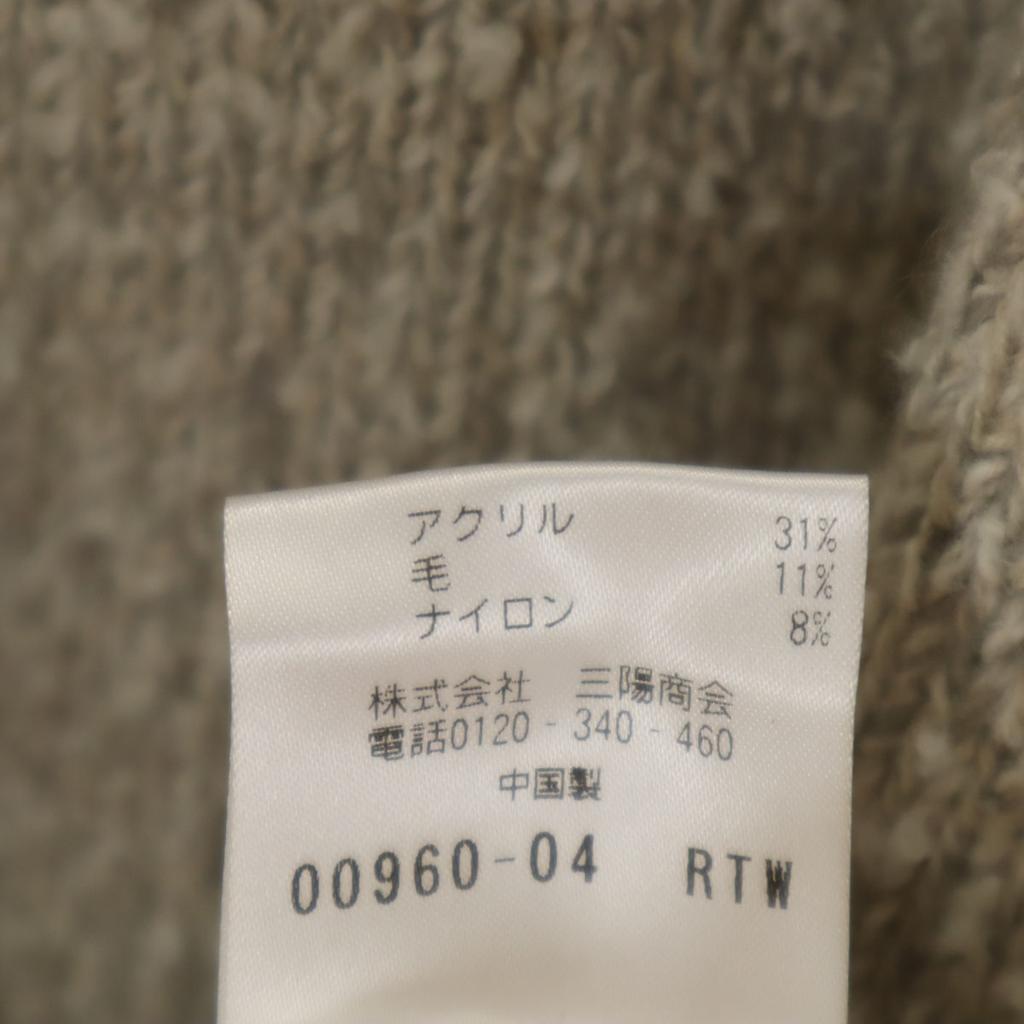 アクリル 31%
毛 11%
ナイロン 8%
株式会社 三陽商会
電話0120-340-460
中国製
00960-04 RTW